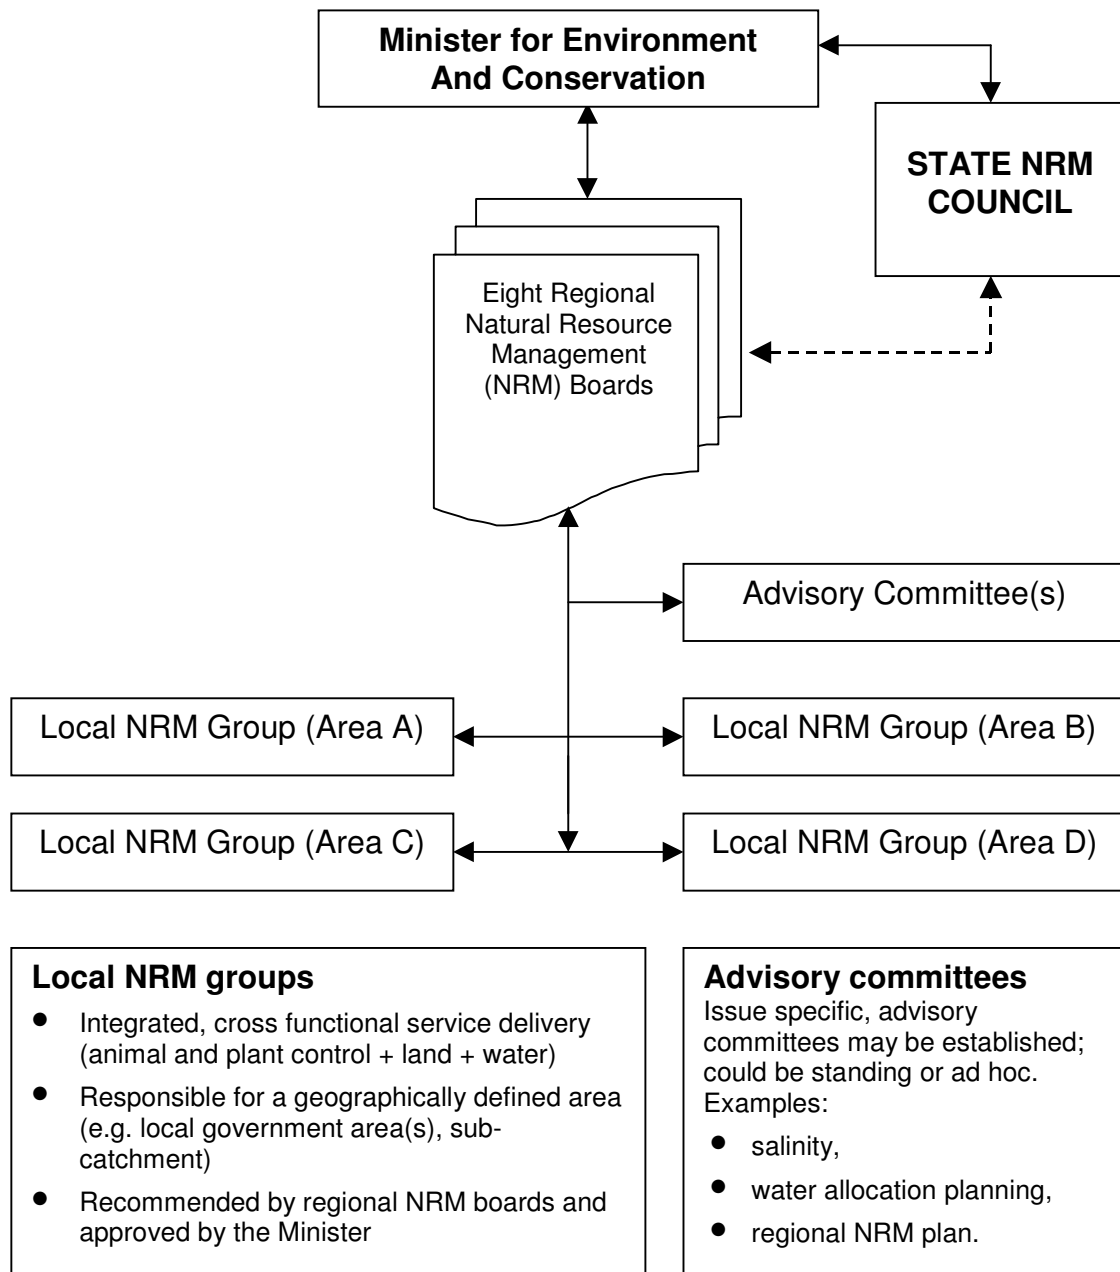 Minister for Environment
And Conservation
STATE NRM
COUNCIL
Eight Regional
Natural Resource
Management
(NRM) Boards
Advisory Committee(s)
Local NRM Group (Area A)
Local NRM Group (Area B)
Local NRM Group (Area C)
Local NRM Group (Area D)
Local NRM groups
● Integrated, cross functional service delivery
(animal and plant control + land + water)
● Responsible for a geographically defined area
(e.g. local government area(s), sub-
catchment)
● Recommended by regional NRM boards and
approved by the Minister
Advisory committees
Issue specific, advisory
committees may be established;
could be standing or ad hoc.
Examples:
● salinity,
● water allocation planning,
● regional NRM plan.